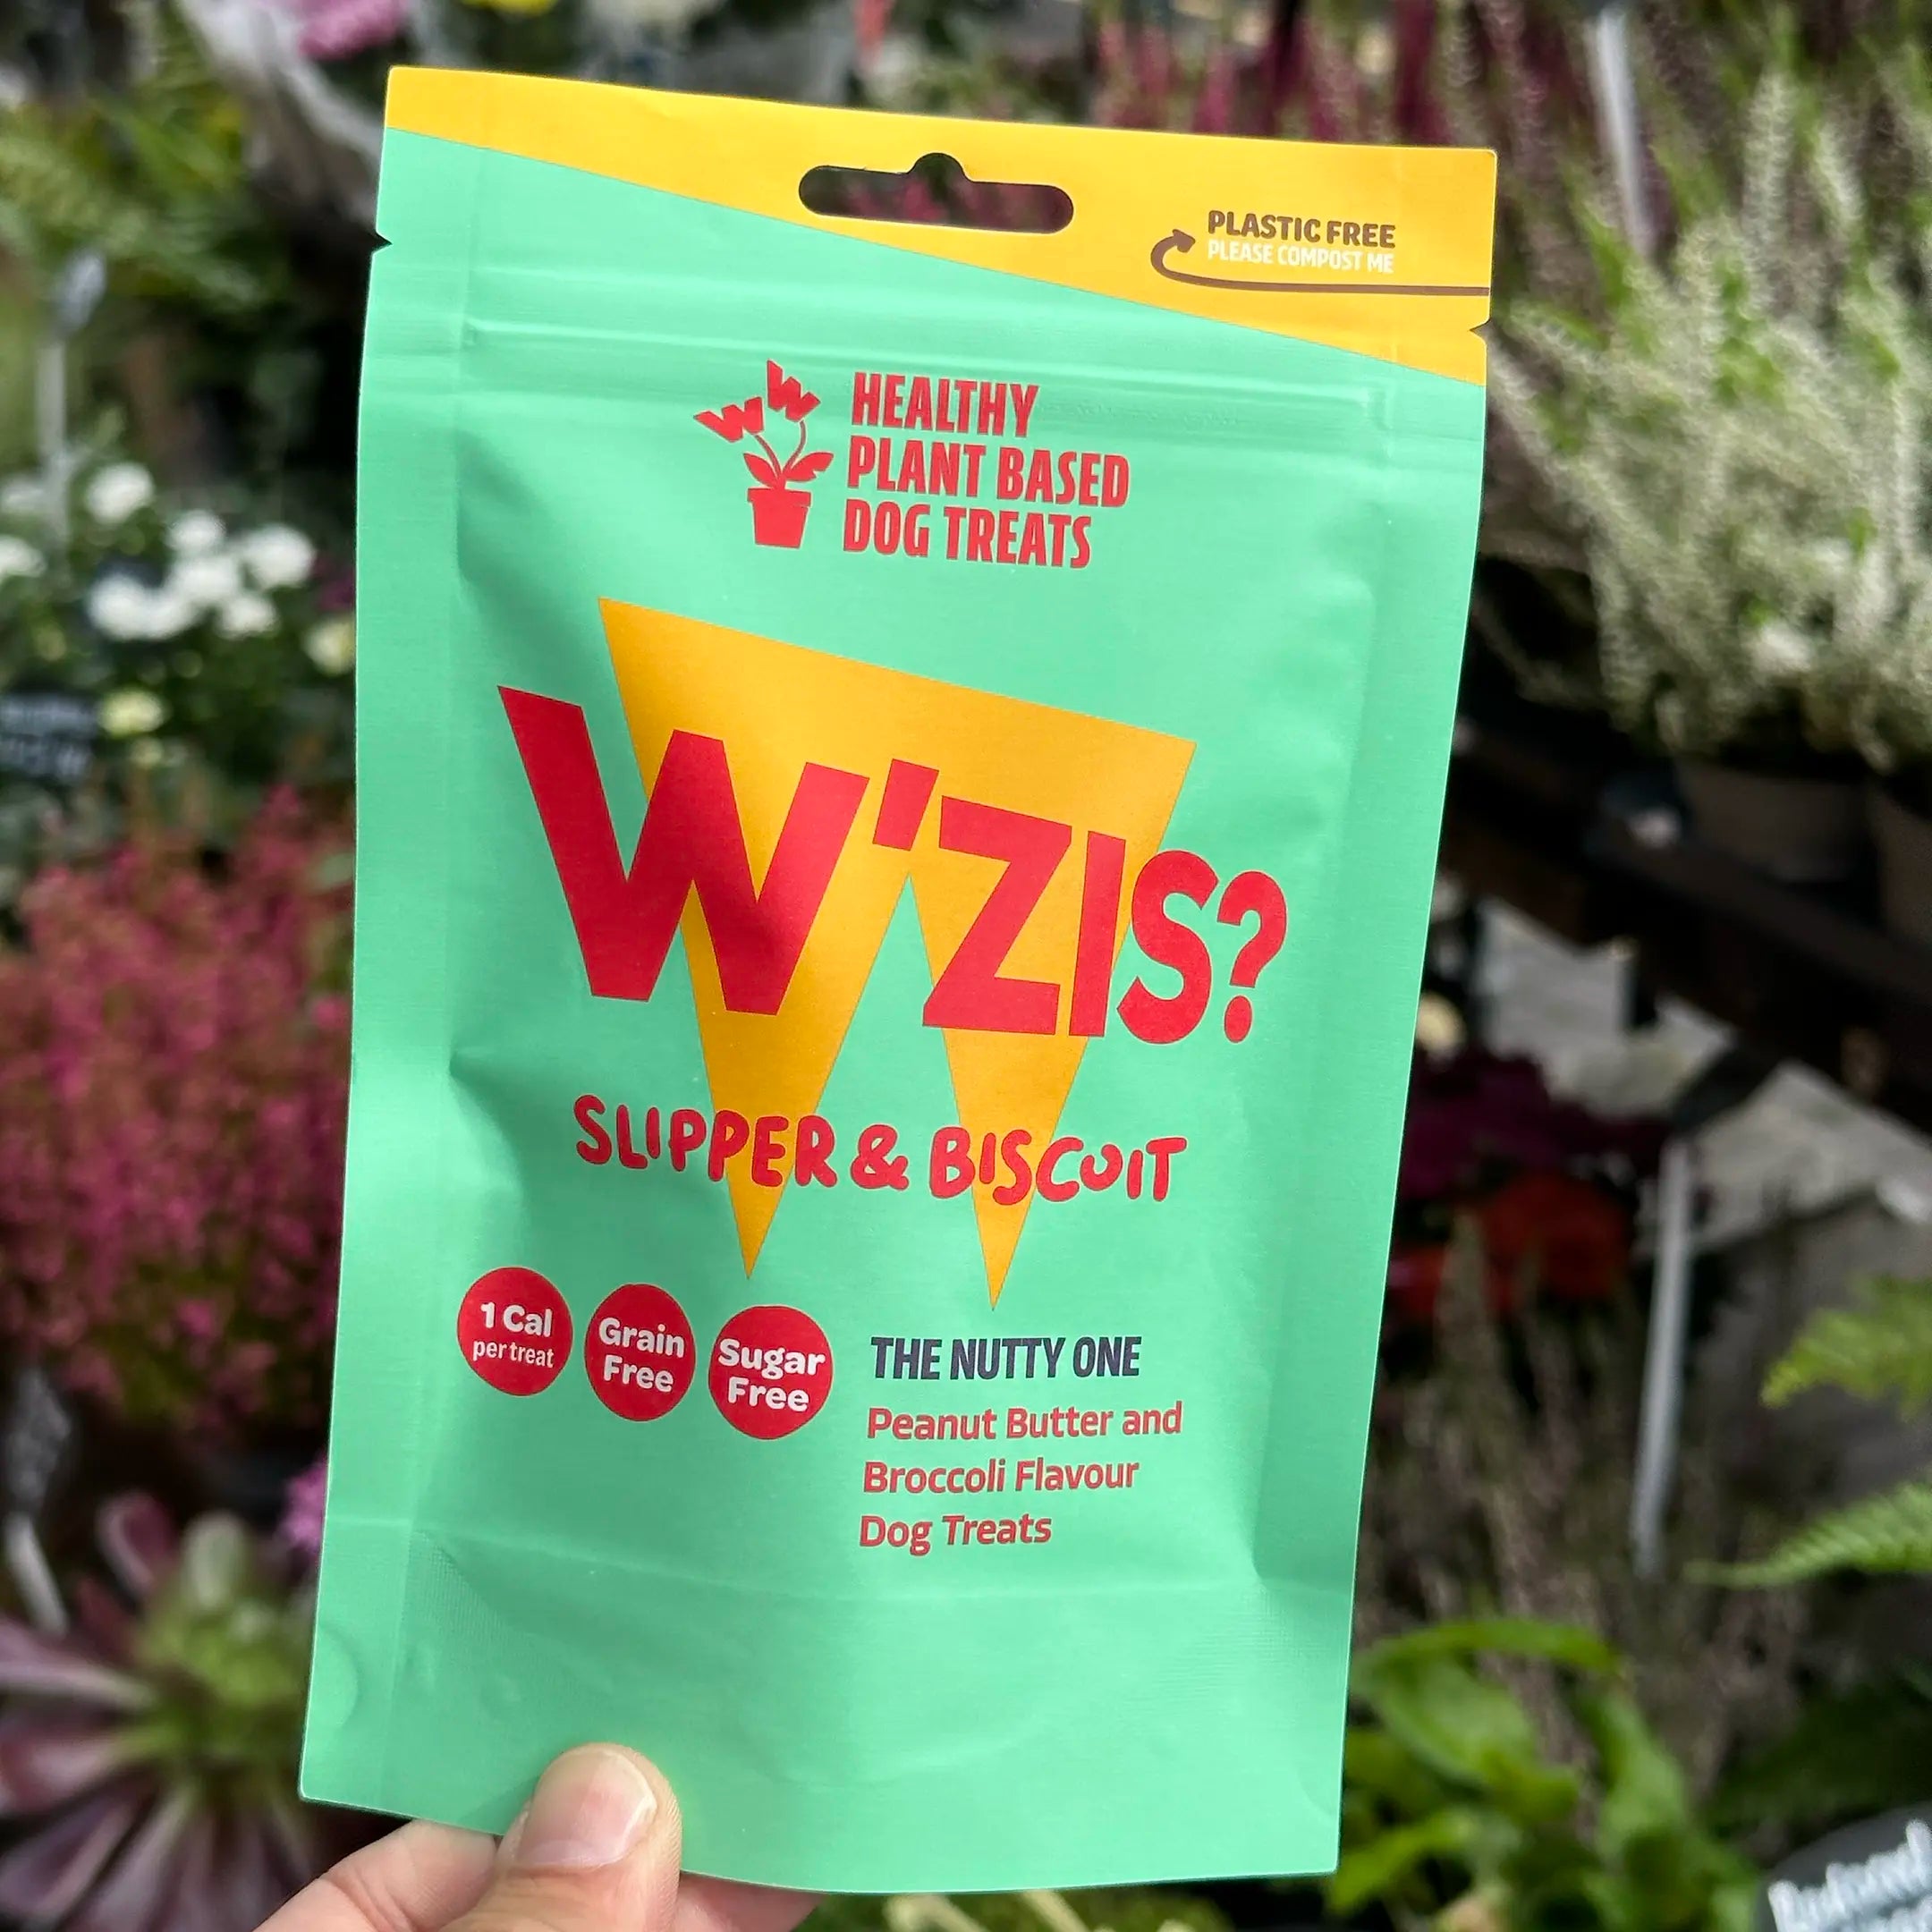 PLASTIC FREE
PLEASE COMPOST ME
W W
HEALTHY
PLANT BASED
DOG TREATS
W'ZIS?
SLIPPER & BISCUIT
1 Cal
per treat
Grain
Free
Sugar
Free
THE NUTTY ONE
Peanut Butter and
Broccoli Flavour
Dog Treats